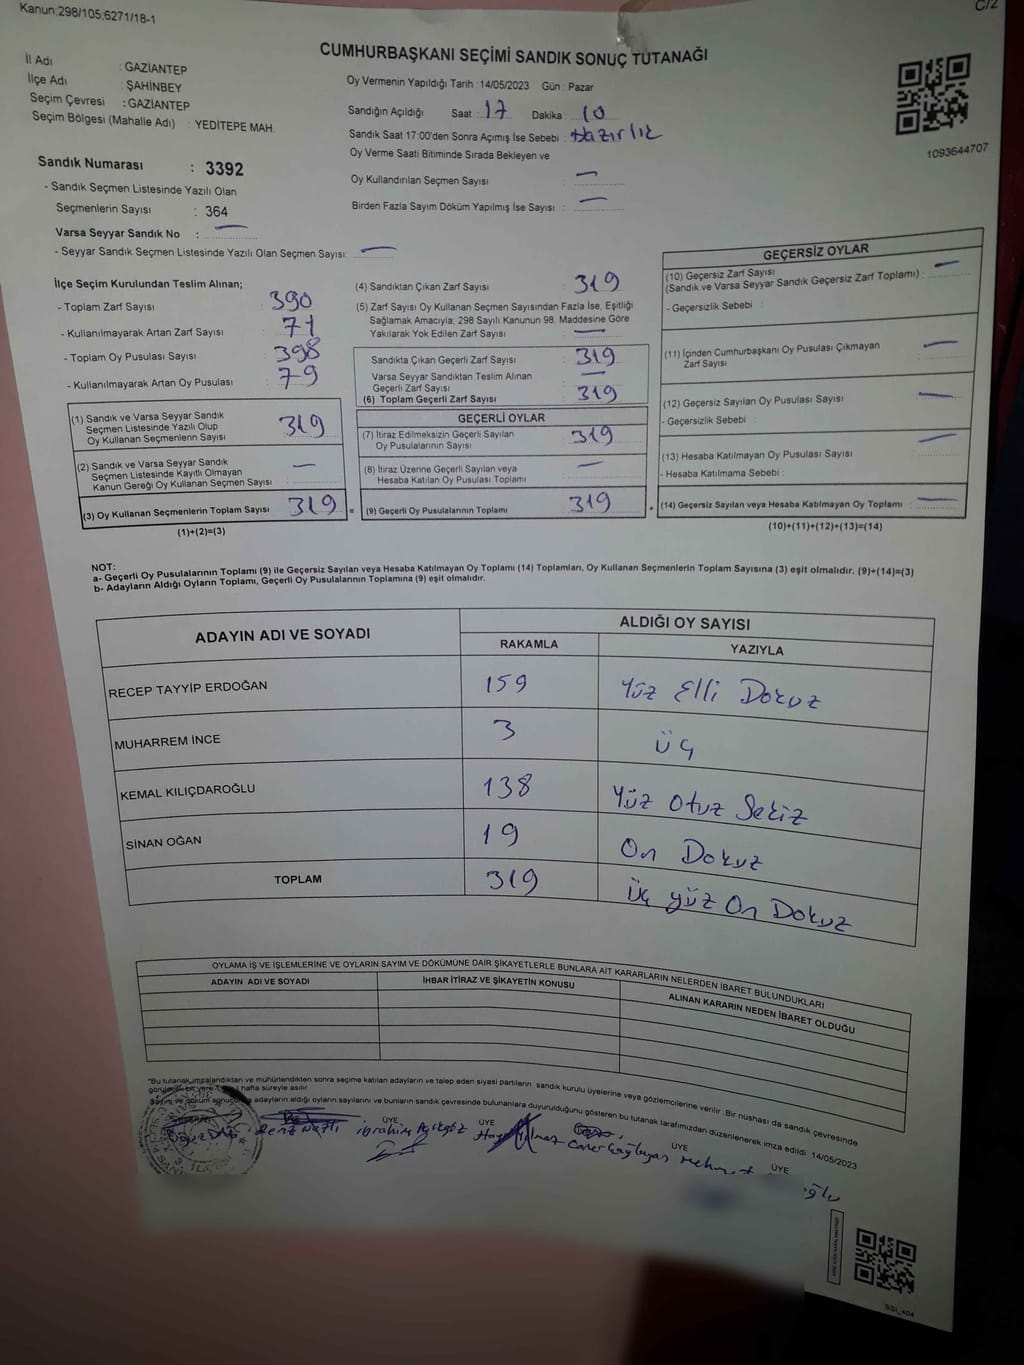 Kanun:298/105;6271/18-1
C/2
CUMHURBAŞKANI SEÇİMİ SANDIK SONUÇ TUTANAĞI
İl Adı : GAZİANTEP
İlçe Adı : ŞAHİNBEY
Seçim Çevresi : GAZİANTEP
Seçim Bölgesi (Mahalle Adı) : YEDİTEPE MAH.
Oy Vermenin Yapıldığı Tarih : 14/05/2023 Gün : Pazar
Sandığın Açıldığı Saat : 17 Dakika : 10
Sandık Saat 17:00'den Sonra Açımış İse Sebebi : Hazırlık
Oy Verme Saati Bitiminde Sırada Bekleyen ve
Oy Kullandırılan Seçmen Sayısı : —
Birden Fazla Sayım Döküm Yapılmış İse Sayısı : —
1093644707
Sandık Numarası : 3392
- Sandık Seçmen Listesinde Yazılı Olan
Seçmenlerin Sayısı : 364
Varsa Seyyar Sandık No : —
- Seyyar Sandık Seçmen Listesinde Yazılı Olan Seçmen Sayısı: —
İlçe Seçim Kurulundan Teslim Alınan;
- Toplam Zarf Sayısı : 390
- Kullanılmayarak Artan Zarf Sayısı : 71
- Toplam Oy Pusulası Sayısı : 398
- Kullanılmayarak Artan Oy Pusulası : 79
(1) Sandık ve Varsa Seyyar Sandık
Seçmen Listesinde Yazılı Olup
Oy Kullanan Seçmenlerin Sayısı : 319
(2) Sandık ve Varsa Seyyar Sandık
Seçmen Listesinde Kayıtlı Olmayan
Kanun Gereği Oy Kullanan Seçmen Sayısı : —
(3) Oy Kullanan Seçmenlerin Toplam Sayısı 319 =
(1)+(2)=(3)
(4) Sandıktan Çıkan Zarf Sayısı : 319
(5) Zarf Sayısı Oy Kullanan Seçmen Sayısından Fazla İse, Eşitliği
Sağlamak Amacıyla, 298 Sayılı Kanunun 98. Maddesine Göre
Yakılarak Yok Edilen Zarf Sayısı : —
Sandıkta Çıkan Geçerli Zarf Sayısı : 319
Varsa Seyyar Sandıktan Teslim Alınan
Geçerli Zarf Sayısı : —
(6) Toplam Geçerli Zarf Sayısı : 319
GEÇERLİ OYLAR
(7) İtiraz Edilmeksizin Geçerli Sayılan
Oy Pusulalarının Sayısı : 319
(8) İtiraz Üzerine Geçerli Sayılan veya
Hesaba Katılan Oy Pusulası Toplamı : —
(9) Geçerli Oy Pusulalarının Toplamı : 319 +
GEÇERSİZ OYLAR
(10) Geçersiz Zarf Sayısı
(Sandık ve Varsa Seyyar Sandık Geçersiz Zarf Toplamı) : —
- Geçersizlik Sebebi :
(11) İçinden Cumhurbaşkanı Oy Pusulası Çıkmayan
Zarf Sayısı : —
(12) Geçersiz Sayılan Oy Pusulası Sayısı : —
- Geçersizlik Sebebi :
(13) Hesaba Katılmayan Oy Pusulası Sayısı : —
- Hesaba Katılmama Sebebi :
(14) Geçersiz Sayılan veya Hesaba Katılmayan Oy Toplamı : —
(10)+(11)+(12)+(13)=(14)
NOT:
a- Geçerli Oy Pusulalarının Toplamı (9) ile Geçersiz Sayılan veya Hesaba Katılmayan Oy Toplamı (14) Toplamları, Oy Kullanan Seçmenlerin Toplam Sayısına (3) eşit olmalıdır. (9)+(14)=(3)
b- Adayların Aldığı Oyların Toplamı, Geçerli Oy Pusulalarının Toplamına (9) eşit olmalıdır.
ADAYIN ADI VE SOYADI
ALDIĞI OY SAYISI
RAKAMLA YAZIYLA
RECEP TAYYİP ERDOĞAN 159 Yüz Elli Dokuz
MUHARREM İNCE 3 Üç
KEMAL KILIÇDAROĞLU 138 Yüz Otuz Sekiz
SİNAN OĞAN 19 On Dokuz
TOPLAM 319 Üç yüz On Dokuz
OYLAMA İŞ VE İŞLEMLERİNE VE OYLARIN SAYIM VE DÖKÜMÜNE DAİR ŞİKAYETLERLE BUNLARA AİT KARARLARIN NELERDEN İBARET BULUNDUKLARI
ADAYIN ADI VE SOYADI İHBAR İTİRAZ VE ŞİKAYETİN KONUSU ALINAN KARARIN NEDEN İBARET OLDUĞU
*Bu tutanak imzalandıktan ve mühürlendikten sonra seçime katılan adayların ve talep eden siyasi partilerin sandık kurulu üyelerine veya gözlemcilerine verilir. Bir nüshası da sandık çevresinde
görülecek bir yere hafta süreyle asılır.
adayların aldığı oyların sayılarını ve bunların sandık çevresinde bulunanlara duyurulduğunu gösteren bu tutanak tarafımızdan düzenlenerek imza edildi. 14/05/2023
ÜYE ÜYE ÜYE ÜYE
İbrahim Mehmet